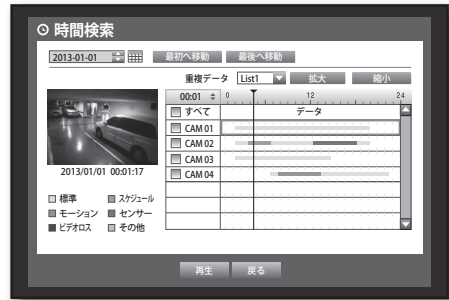 時間検索
2013-01-01 最初へ移動 最後へ移動
重複データ List1 拡大 縮小
00:01 0 12 24
すべて データ
CAM 01
CAM 02
CAM 03
CAM 04
2013/01/01 00:01:17
標準 スケジュール
モーション センサー
ビデオロス その他
再生 戻る